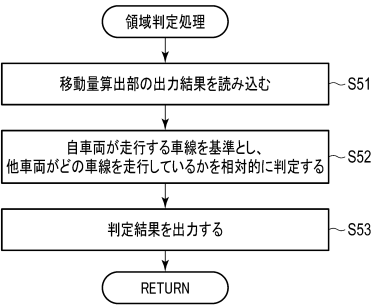 領域判定処理
移動量算出部の出力結果を読み込む
S51
自車両が走行する車線を基準とし、
他車両がどの車線を走行しているかを相対的に判定する
S52
判定結果を出力する
S53
RETURN